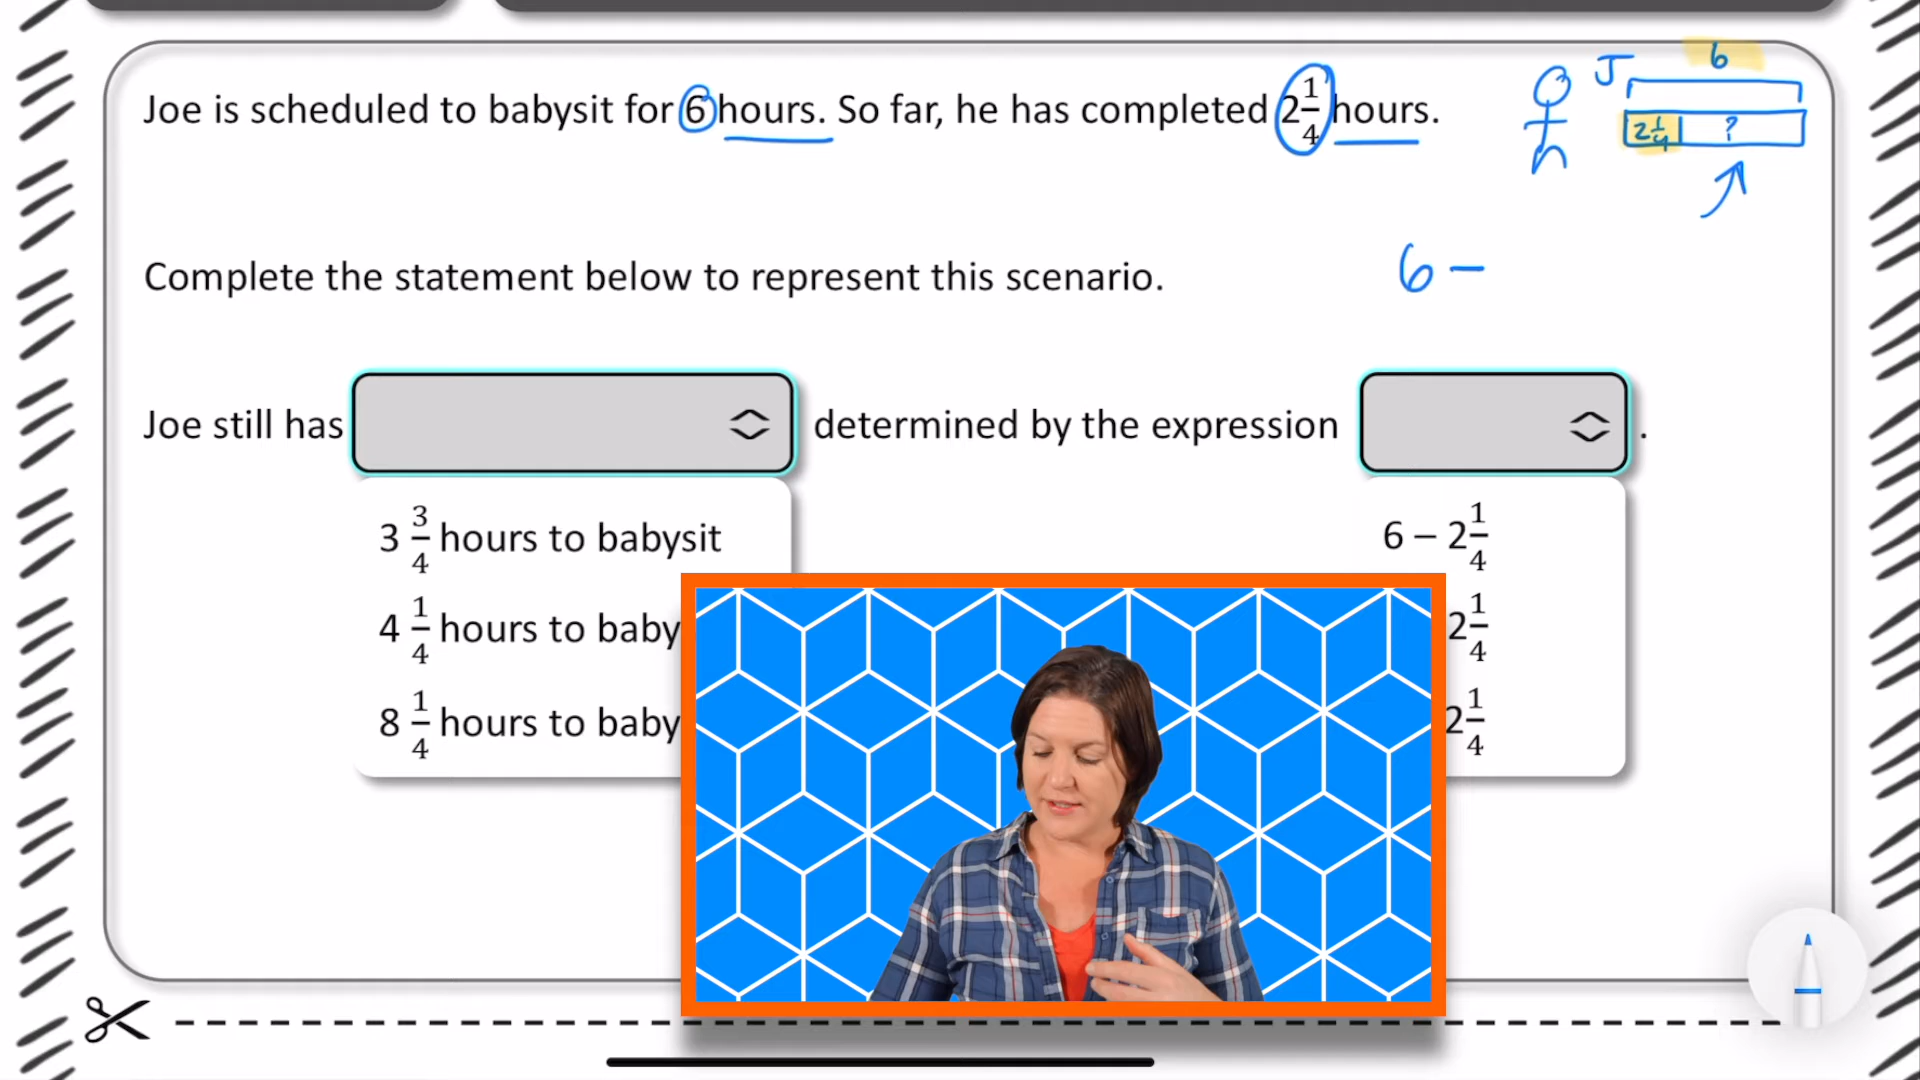 Joe is scheduled to babysit for 6 hours. So far, he has completed 2 1/4 hours.
J 6
2 1/4 ?
Complete the statement below to represent this scenario.
6 –
Joe still has determined by the expression .
3 3/4 hours to babysit
4 1/4 hours to baby
8 1/4 hours to baby
6 – 2 1/4
2 1/4
2 1/4